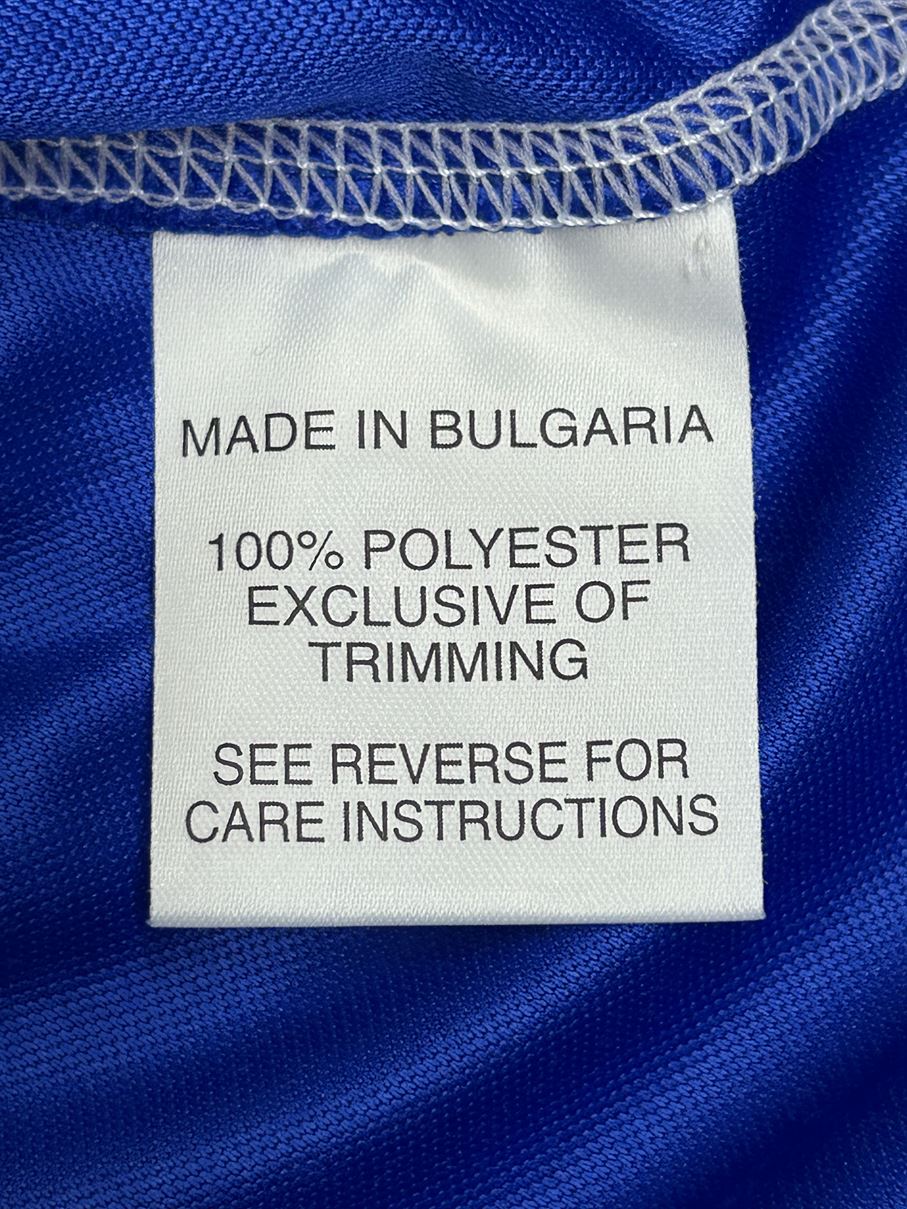 MADE IN BULGARIA
100% POLYESTER
EXCLUSIVE OF
TRIMMING
SEE REVERSE FOR
CARE INSTRUCTIONS